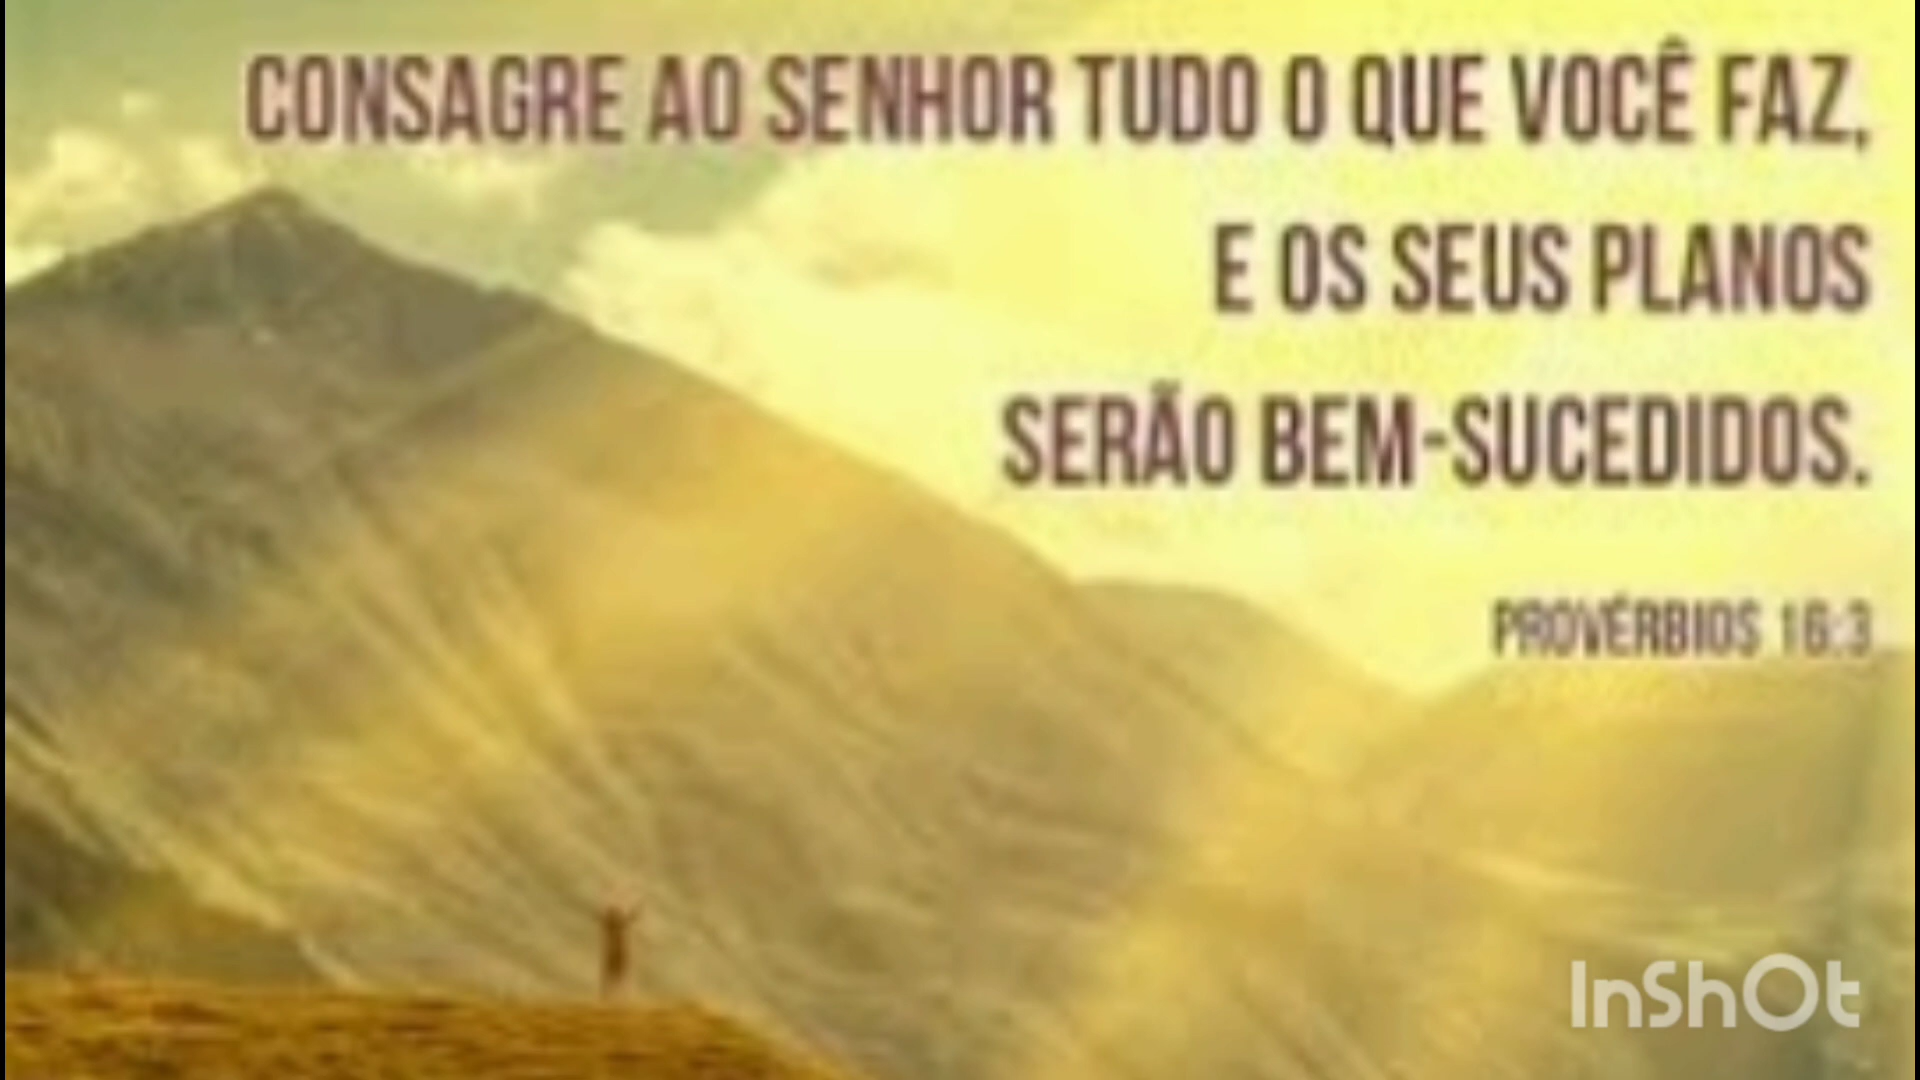 CONSAGRE AO SENHOR TUDO O QUE VOCÊ FAZ,
E OS SEUS PLANOS
SERÃO BEM-SUCEDIDOS.
PROVÉRBIOS 16:3
InShOt